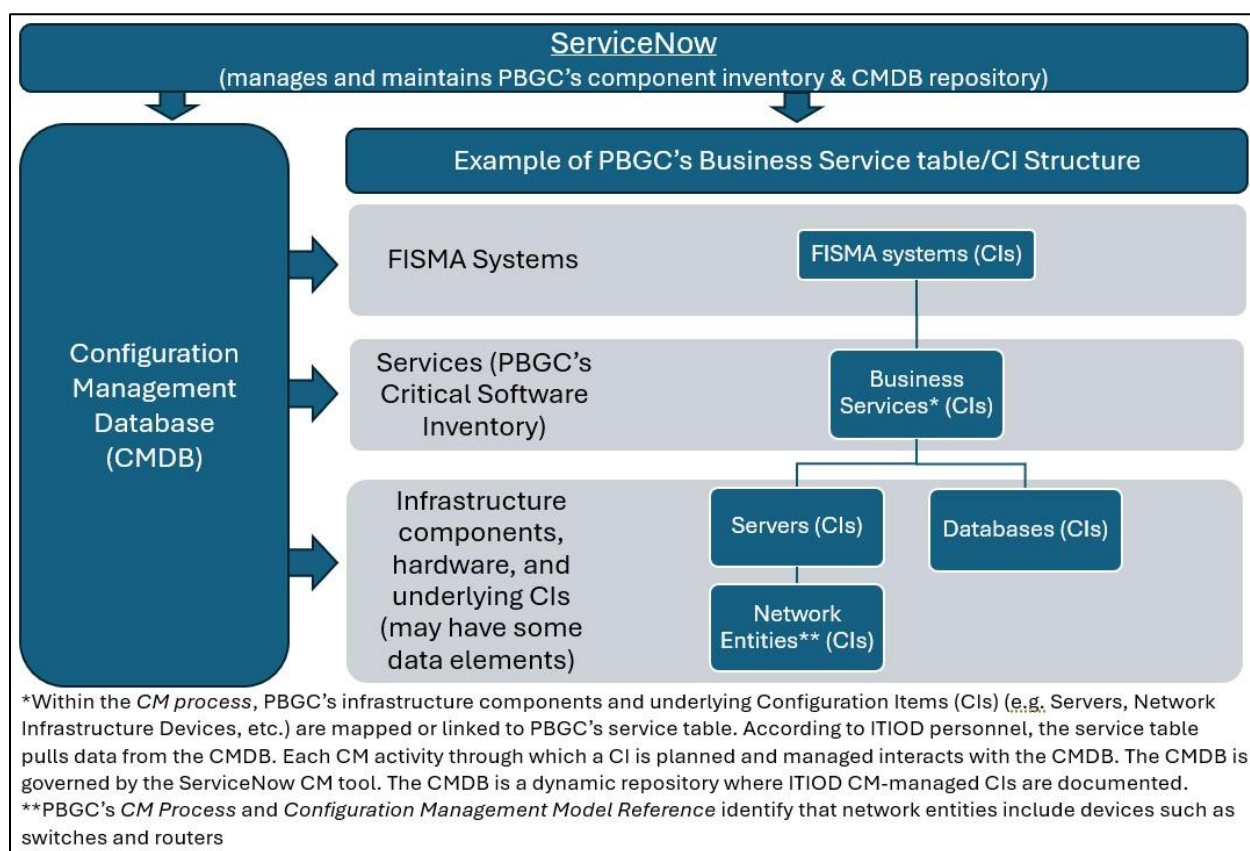 ServiceNow
(manages and maintains PBGC’s component inventory & CMDB repository)
Configuration
Management
Database
(CMDB)
Example of PBGC’s Business Service table/CI Structure
FISMA Systems
FISMA systems (CIs)
Services (PBGC’s
Critical Software
Inventory)
Business
Services* (CIs)
Infrastructure
components,
hardware, and
underlying CIs
(may have some
data elements)
Servers (CIs)
Databases (CIs)
Network
Entities** (CIs)
*Within the CM process, PBGC’s infrastructure components and underlying Configuration Items (CIs) (e.g. Servers, Network
Infrastructure Devices, etc.) are mapped or linked to PBGC’s service table. According to ITIOD personnel, the service table
pulls data from the CMDB. Each CM activity through which a CI is planned and managed interacts with the CMDB. The CMDB is
governed by the ServiceNow CM tool. The CMDB is a dynamic repository where ITIOD CM-managed CIs are documented.
**PBGC’s CM Process and Configuration Management Model Reference identify that network entities include devices such as
switches and routers